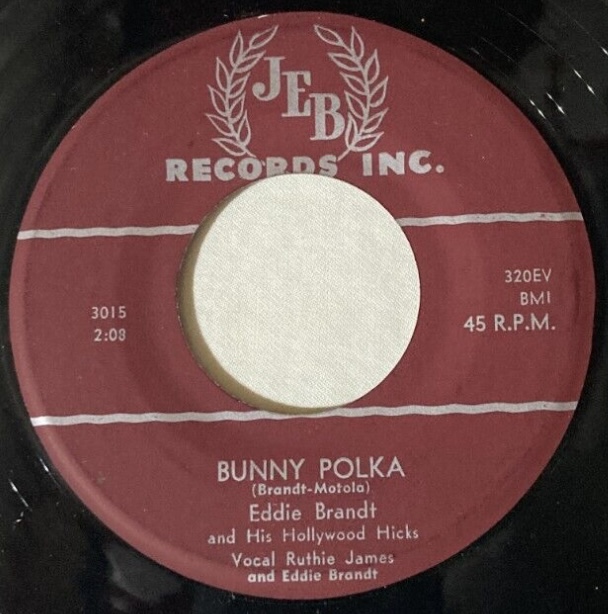 JEB
RECORDS INC.
3015
2:08
320EV
BMI
45 R.P.M.
BUNNY POLKA
(Brandt-Motola)
Eddie Brandt
and His Hollywood Hicks
Vocal Ruthie James
and Eddie Brandt